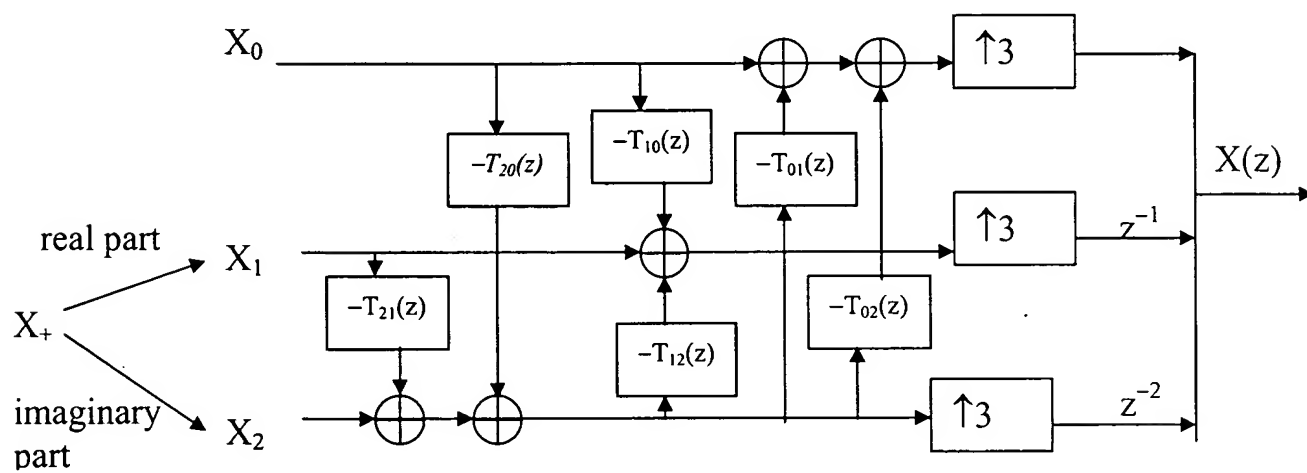 X₀
↑3
−T₂₀(z)
−T₁₀(z)
−T₀₁(z)
X(z)
real part
X₁
↑3
z⁻¹
−T₂₁(z)
−T₀₂(z)
X₊
−T₁₂(z)
imaginary
part
X₂
↑3
z⁻²